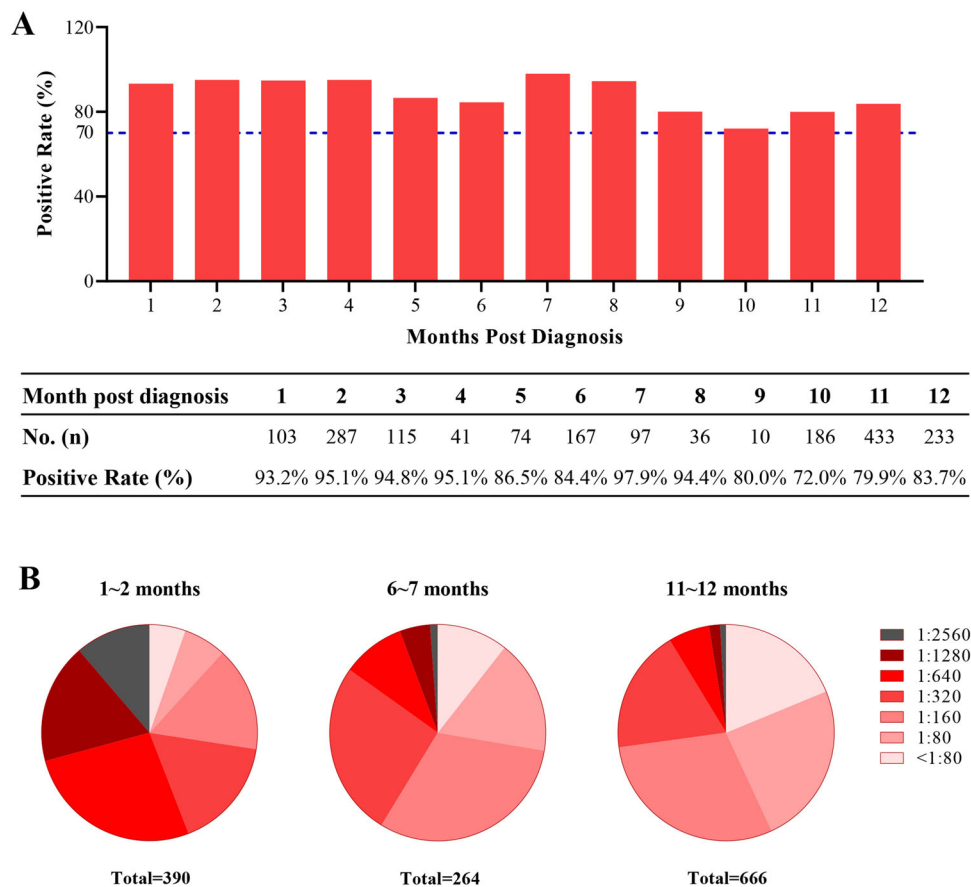 A
Positive Rate (%)
120
80
70
40
0
1 2 3 4 5 6 7 8 9 10 11 12
Months Post Diagnosis
Month post diagnosis 1 2 3 4 5 6 7 8 9 10 11 12
No. (n) 103 287 115 41 74 167 97 36 10 186 433 233
Positive Rate (%) 93.2% 95.1% 94.8% 95.1% 86.5% 84.4% 97.9% 94.4% 80.0% 72.0% 79.9% 83.7%
B
1~2 months 6~7 months 11~12 months
1:2560
1:1280
1:640
1:320
1:160
1:80
<1:80
Total=390 Total=264 Total=666